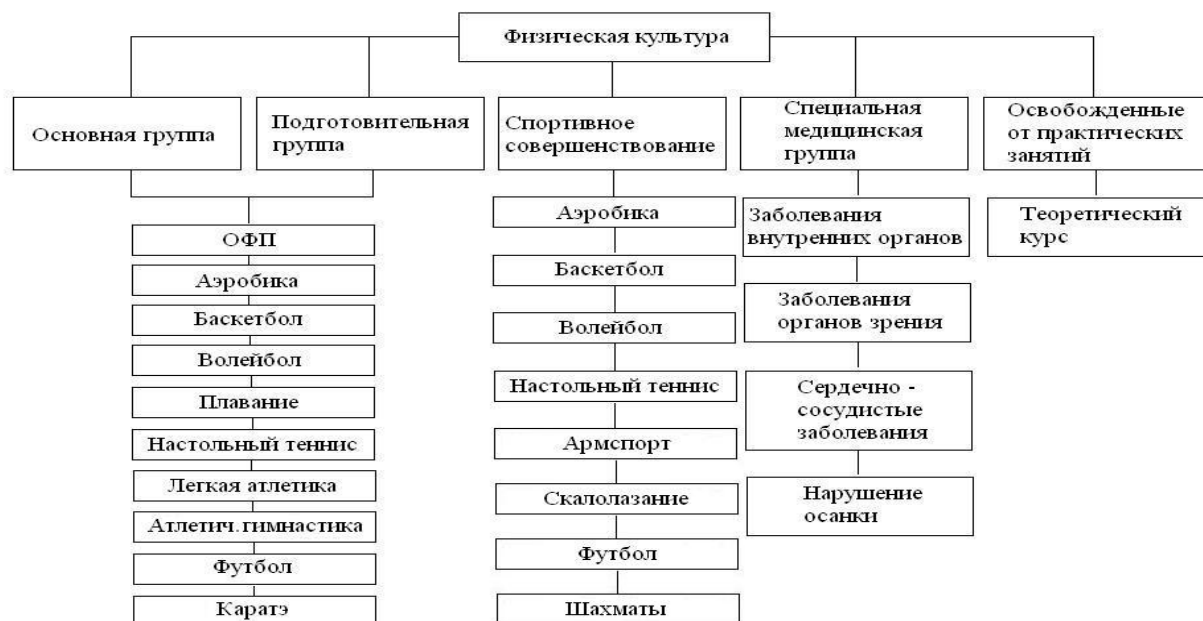 Физическая культура
Основная группа
Подготовительная
группа
Спортивное
совершенствование
Специальная
медицинская
группа
Освобожденные
от практических
занятий
ОФП
Аэробика
Баскетбол
Волейбол
Плавание
Настольный теннис
Легкая атлетика
Атлетич.гимнастика
Футбол
Каратэ
Аэробика
Баскетбол
Волейбол
Настольный теннис
Армспорт
Скалолазание
Футбол
Шахматы
Заболевания
внутренних органов
Заболевания
органов зрения
Сердечно -
сосудистые
заболевания
Нарушение
осанки
Теоретический
курс